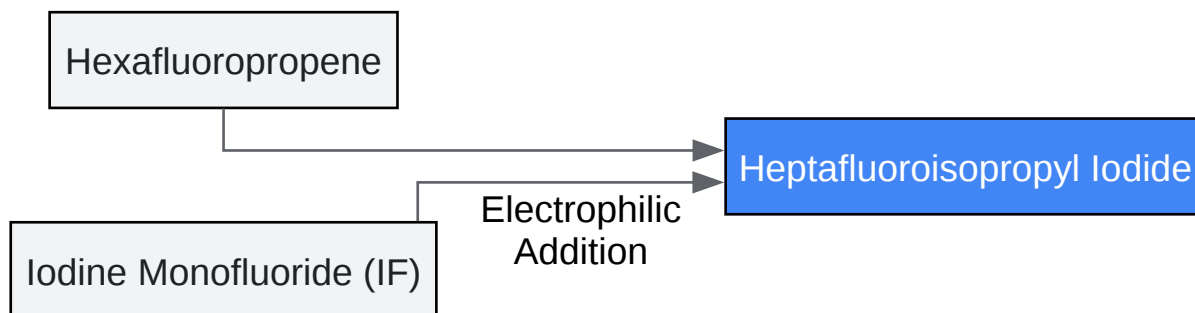 Hexafluoropropene
Heptafluoroisopropyl Iodide
Electrophilic
Addition
Iodine Monofluoride (IF)